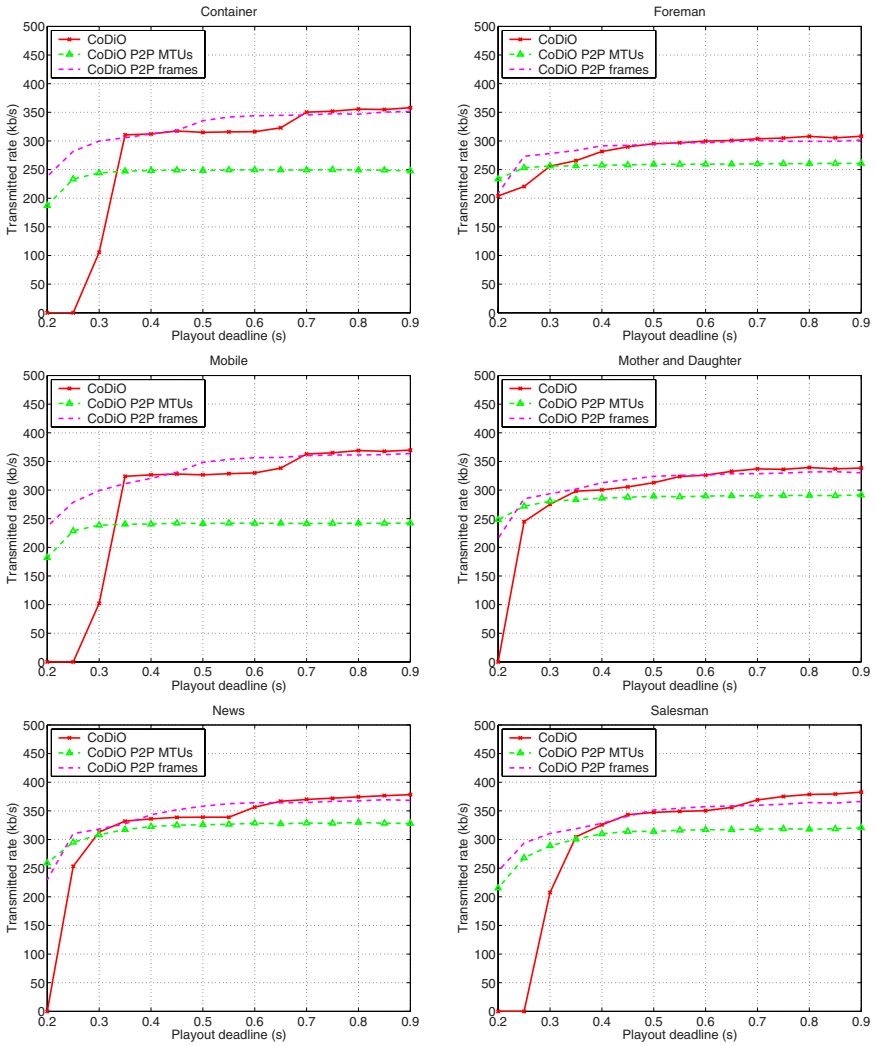 Container
500
450
400
350
300
250
200
150
100
50
0
Transmitted rate (kb/s)
CoDiO
CoDiO P2P MTUs
CoDiO P2P frames
0.2 0.3 0.4 0.5 0.6 0.7 0.8 0.9
Playout deadline (s)
Foreman
500
450
400
350
300
250
200
150
100
50
0
Transmitted rate (kb/s)
CoDiO
CoDiO P2P MTUs
CoDiO P2P frames
0.2 0.3 0.4 0.5 0.6 0.7 0.8 0.9
Playout deadline (s)
Mobile
500
450
400
350
300
250
200
150
100
50
0
Transmitted rate (kb/s)
CoDiO
CoDiO P2P MTUs
CoDiO P2P frames
0.2 0.3 0.4 0.5 0.6 0.7 0.8 0.9
Playout deadline (s)
Mother and Daughter
500
450
400
350
300
250
200
150
100
50
0
Transmitted rate (kb/s)
CoDiO
CoDiO P2P MTUs
CoDiO P2P frames
0.2 0.3 0.4 0.5 0.6 0.7 0.8 0.9
Playout deadline (s)
News
500
450
400
350
300
250
200
150
100
50
0
Transmitted rate (kb/s)
CoDiO
CoDiO P2P MTUs
CoDiO P2P frames
0.2 0.3 0.4 0.5 0.6 0.7 0.8 0.9
Playout deadline (s)
Salesman
500
450
400
350
300
250
200
150
100
50
0
Transmitted rate (kb/s)
CoDiO
CoDiO P2P MTUs
CoDiO P2P frames
0.2 0.3 0.4 0.5 0.6 0.7 0.8 0.9
Playout deadline (s)